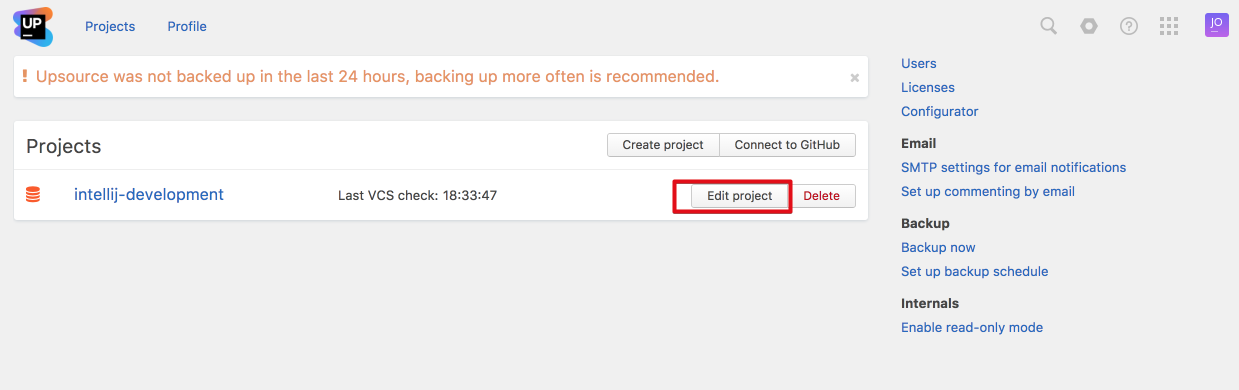 UP
Projects Profile
JO
! Upsource was not backed up in the last 24 hours, backing up more often is recommended.
Projects
Create project Connect to GitHub
intellij-development Last VCS check: 18:33:47 Edit project Delete
Users
Licenses
Configurator
Email
SMTP settings for email notifications
Set up commenting by email
Backup
Backup now
Set up backup schedule
Internals
Enable read-only mode